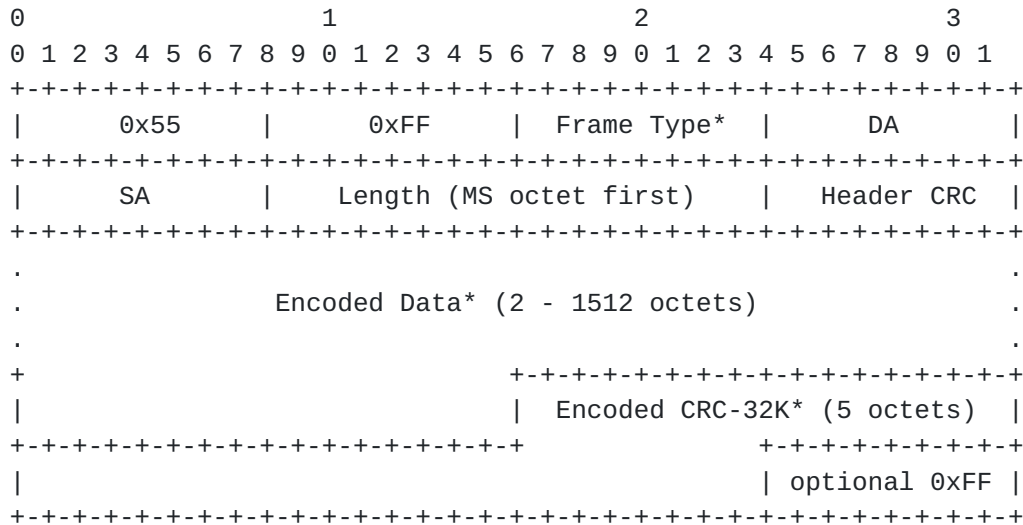 0                   1                   2                   3
0 1 2 3 4 5 6 7 8 9 0 1 2 3 4 5 6 7 8 9 0 1 2 3 4 5 6 7 8 9 0 1
+-+-+-+-+-+-+-+-+-+-+-+-+-+-+-+-+-+-+-+-+-+-+-+-+-+-+-+-+-+-+-+-+
|      0x55     |      0xFF     |  Frame Type*  |      DA       |
+-+-+-+-+-+-+-+-+-+-+-+-+-+-+-+-+-+-+-+-+-+-+-+-+-+-+-+-+-+-+-+-+
|      SA       |    Length (MS octet first)    |   Header CRC  |
+-+-+-+-+-+-+-+-+-+-+-+-+-+-+-+-+-+-+-+-+-+-+-+-+-+-+-+-+-+-+-+-+
.                                                               .
.                Encoded Data* (2 - 1512 octets)                .
.                                                               .
+                               +-+-+-+-+-+-+-+-+-+-+-+-+-+-+-+-+
|                               |  Encoded CRC-32K* (5 octets)  |
+-+-+-+-+-+-+-+-+-+-+-+-+-+-+-+-+               +-+-+-+-+-+-+-+-+
|                                               | optional 0xFF |
+-+-+-+-+-+-+-+-+-+-+-+-+-+-+-+-+-+-+-+-+-+-+-+-+-+-+-+-+-+-+-+-+